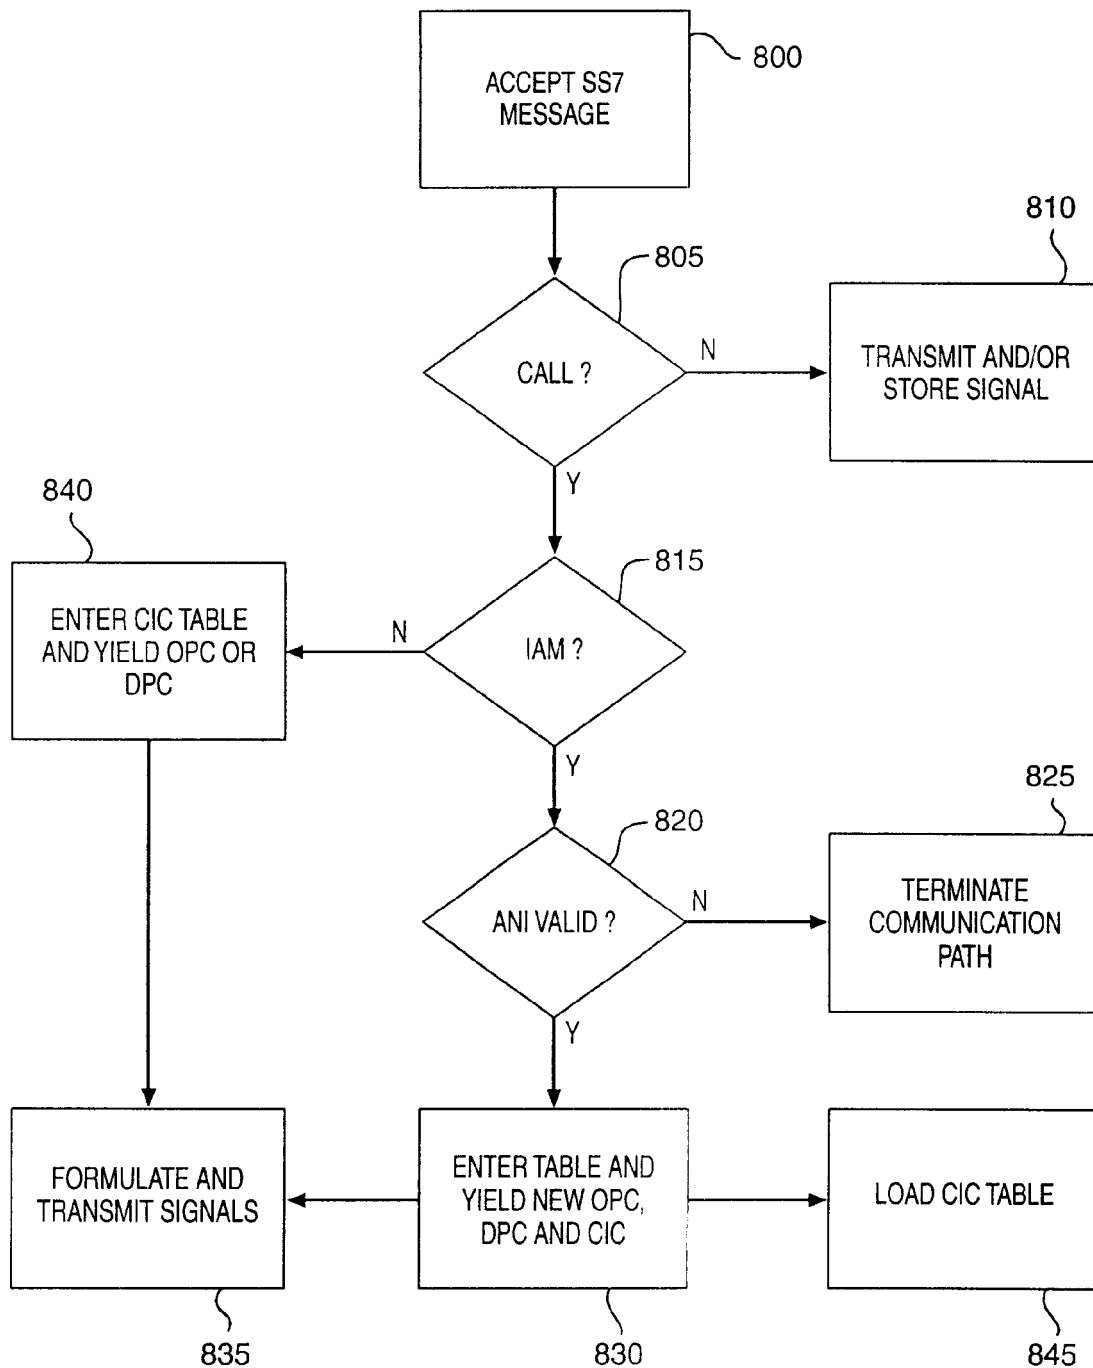 ACCEPT SS7
MESSAGE
800
805
810
CALL ?
N
TRANSMIT AND/OR
STORE SIGNAL
Y
840
815
ENTER CIC TABLE
AND YIELD OPC OR
DPC
N
IAM ?
Y
820
825
ANI VALID ?
N
TERMINATE
COMMUNICATION
PATH
Y
FORMULATE AND
TRANSMIT SIGNALS
ENTER TABLE AND
YIELD NEW OPC,
DPC AND CIC
LOAD CIC TABLE
835
830
845